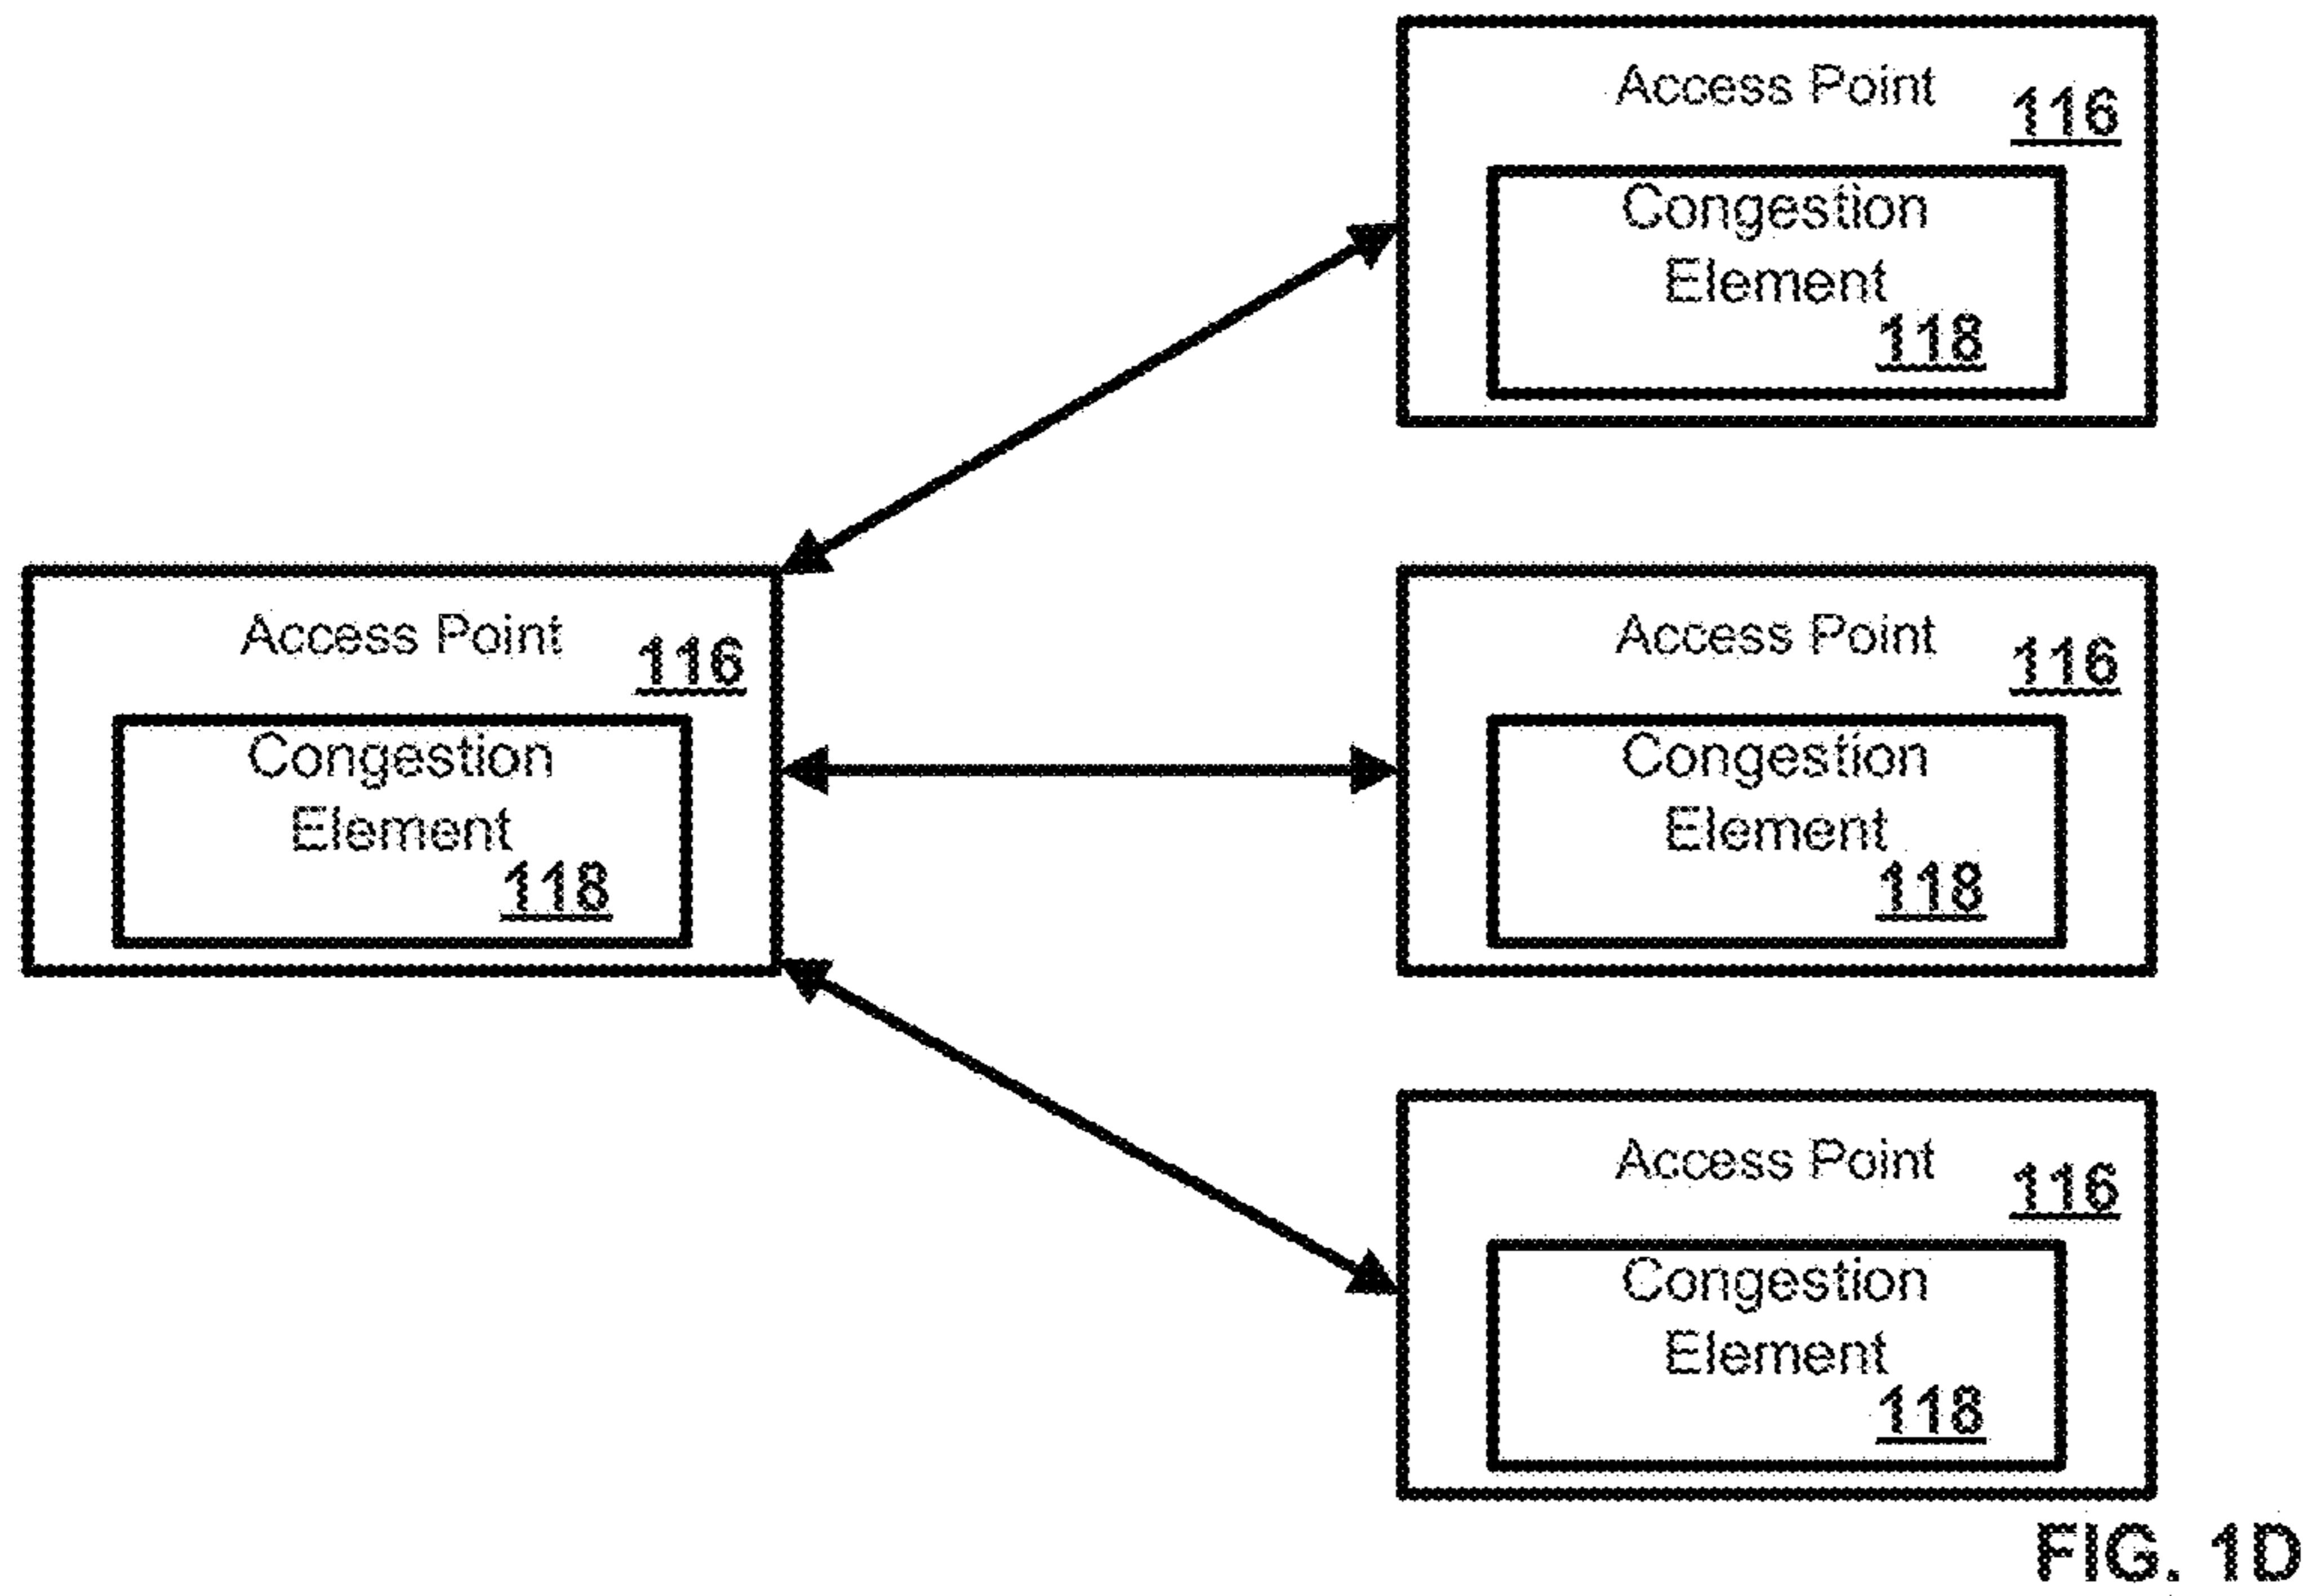 Access Point
116
Congestion
Element
118
Access Point
116
Congestion
Element
118
Access Point
116
Congestion
Element
118
Access Point
116
Congestion
Element
118
FIG. 1D